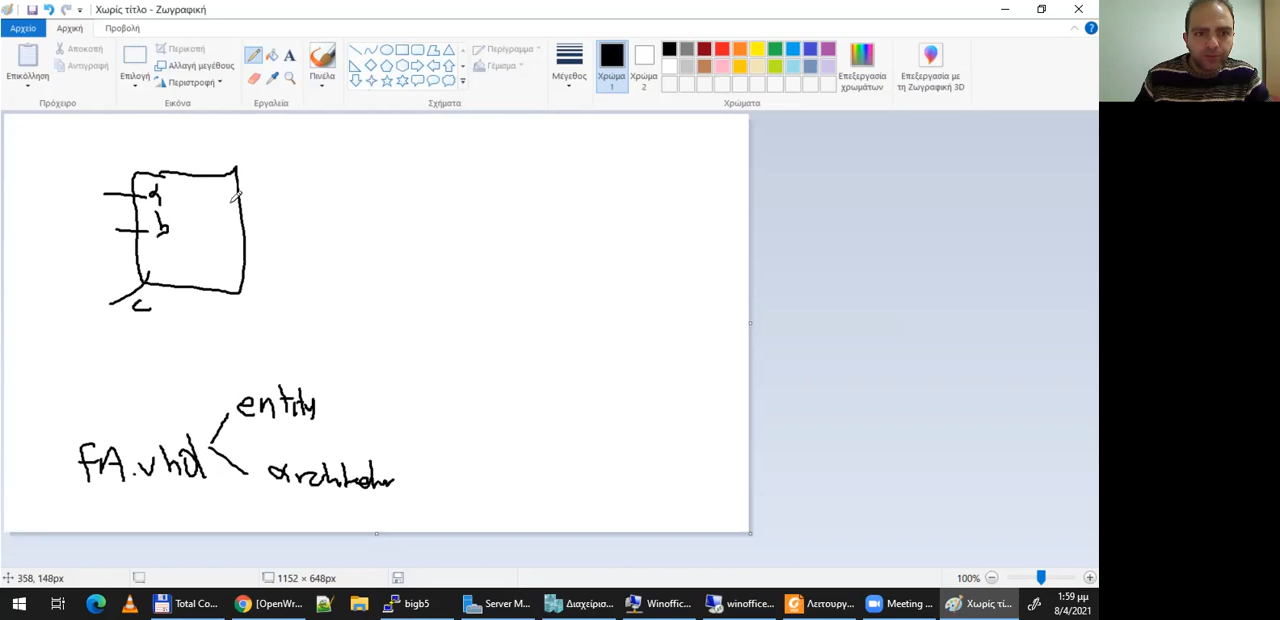 Χωρίς τίτλο - Ζωγραφική
Αρχείο Αρχική Προβολή
Επικόλληση
Αποκοπή
Αντιγραφή
Πρόχειρο
Επιλογή
Περικοπή
Αλλαγή μεγέθους
Περιστροφή
Εικόνα
A
Εργαλεία
Πινέλα
Περίγραμμα
Γέμισμα
Σχήματα
Μέγεθος
Χρώμα 1
Χρώμα 2
Επεξεργασία χρωμάτων
Επεξεργασία με τη Ζωγραφική 3D
Χρώματα
a
b
c
entity
FA.vhd
358, 148px 1152 × 648px 100%
Total Co... [OpenWr... bigb5 Server M... Διαχείρισ... Winoffic... winoffice... Λειτουργ... Meeting ... Χωρίς τί... 1:59 μμ
8/4/2021